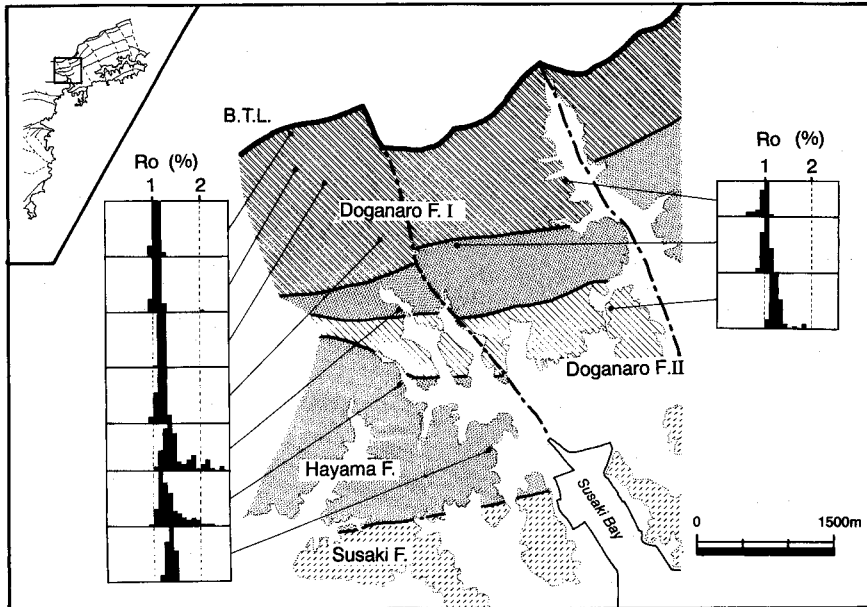 B.T.L.
Ro (%)
1 2
Ro (%)
1 2
Doganaro F. I
Doganaro F.II
Hayama F.
Susaki Bay
Susaki F.
0 1500m